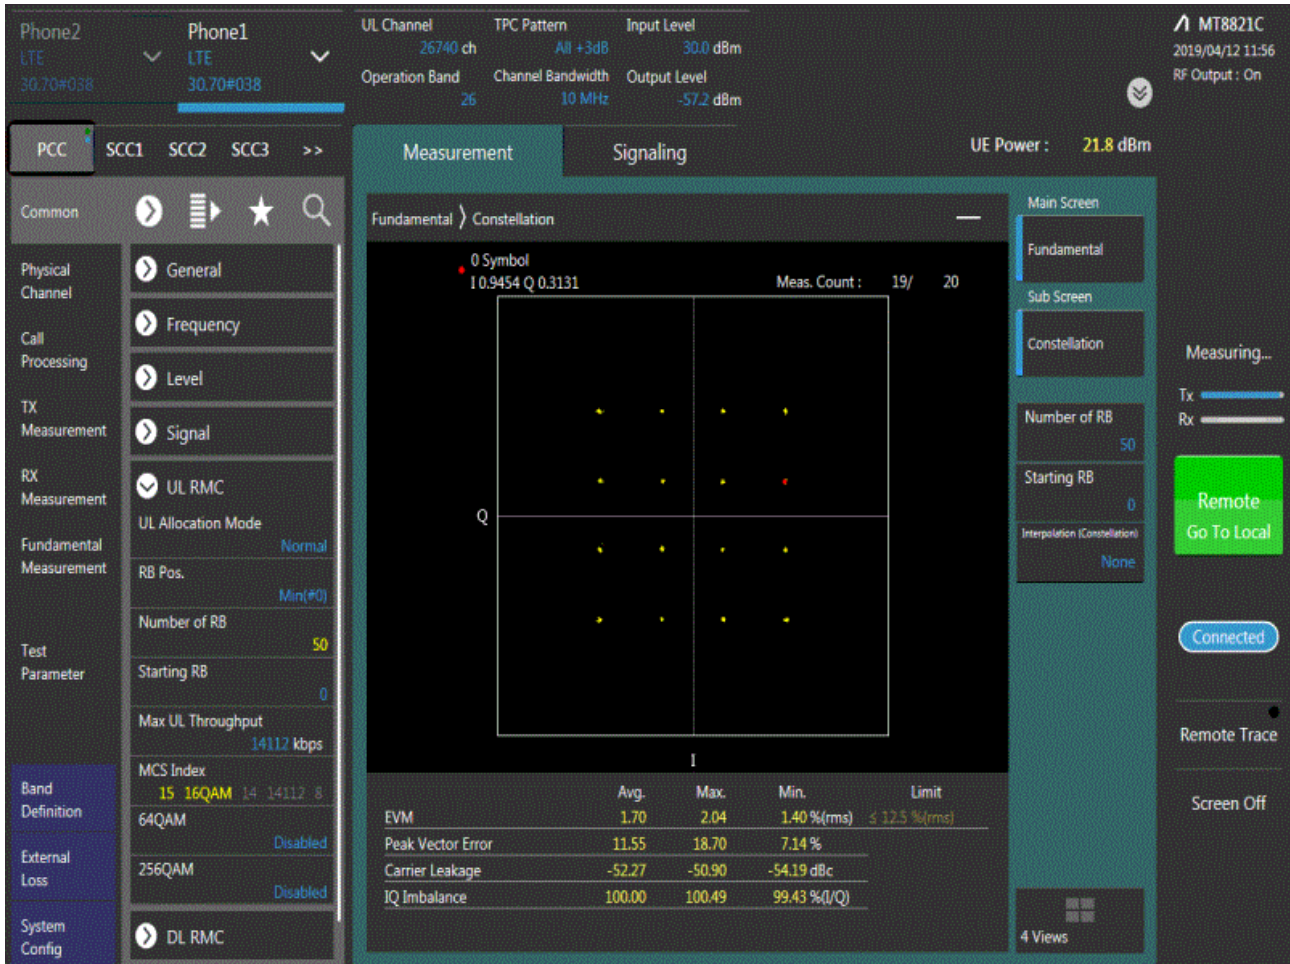 Phone2
LTE
30.70#038
Phone1
LTE
30.70#038
UL Channel
26740 ch
TPC Pattern
All +3dB
Input Level
30.0 dBm
Operation Band
26
Channel Bandwidth
10 MHz
Output Level
-57.2 dBm
MT8821C
2019/04/12 11:56
RF Output : On
PCC SCC1 SCC2 SCC3 >>
Measurement
Signaling
UE Power : 21.8 dBm
Common
Physical
Channel
Call
Processing
TX
Measurement
RX
Measurement
Fundamental
Measurement
Test
Parameter
Band
Definition
External
Loss
System
Config
General
Frequency
Level
Signal
UL RMC
UL Allocation Mode
Normal
RB Pos.
Min(#0)
Number of RB
50
Starting RB
0
Max UL Throughput
14112 kbps
MCS Index
15 16QAM 14 14112 8
64QAM
Disabled
256QAM
Disabled
DL RMC
Fundamental 〉 Constellation
0 Symbol
I 0.9454 Q 0.3131
Meas. Count : 19/ 20
Q
I
Avg. Max. Min. Limit
EVM 1.70 2.04 1.40 %(rms) ≤ 12.5 %(rms)
Peak Vector Error 11.55 18.70 7.14 %
Carrier Leakage -52.27 -50.90 -54.19 dBc
IQ Imbalance 100.00 100.49 99.43 %(I/Q)
Main Screen
Fundamental
Sub Screen
Constellation
Number of RB
50
Starting RB
0
Interpolation (Constellation)
None
4 Views
Measuring...
Tx
Rx
Remote
Go To Local
Connected
Remote Trace
Screen Off